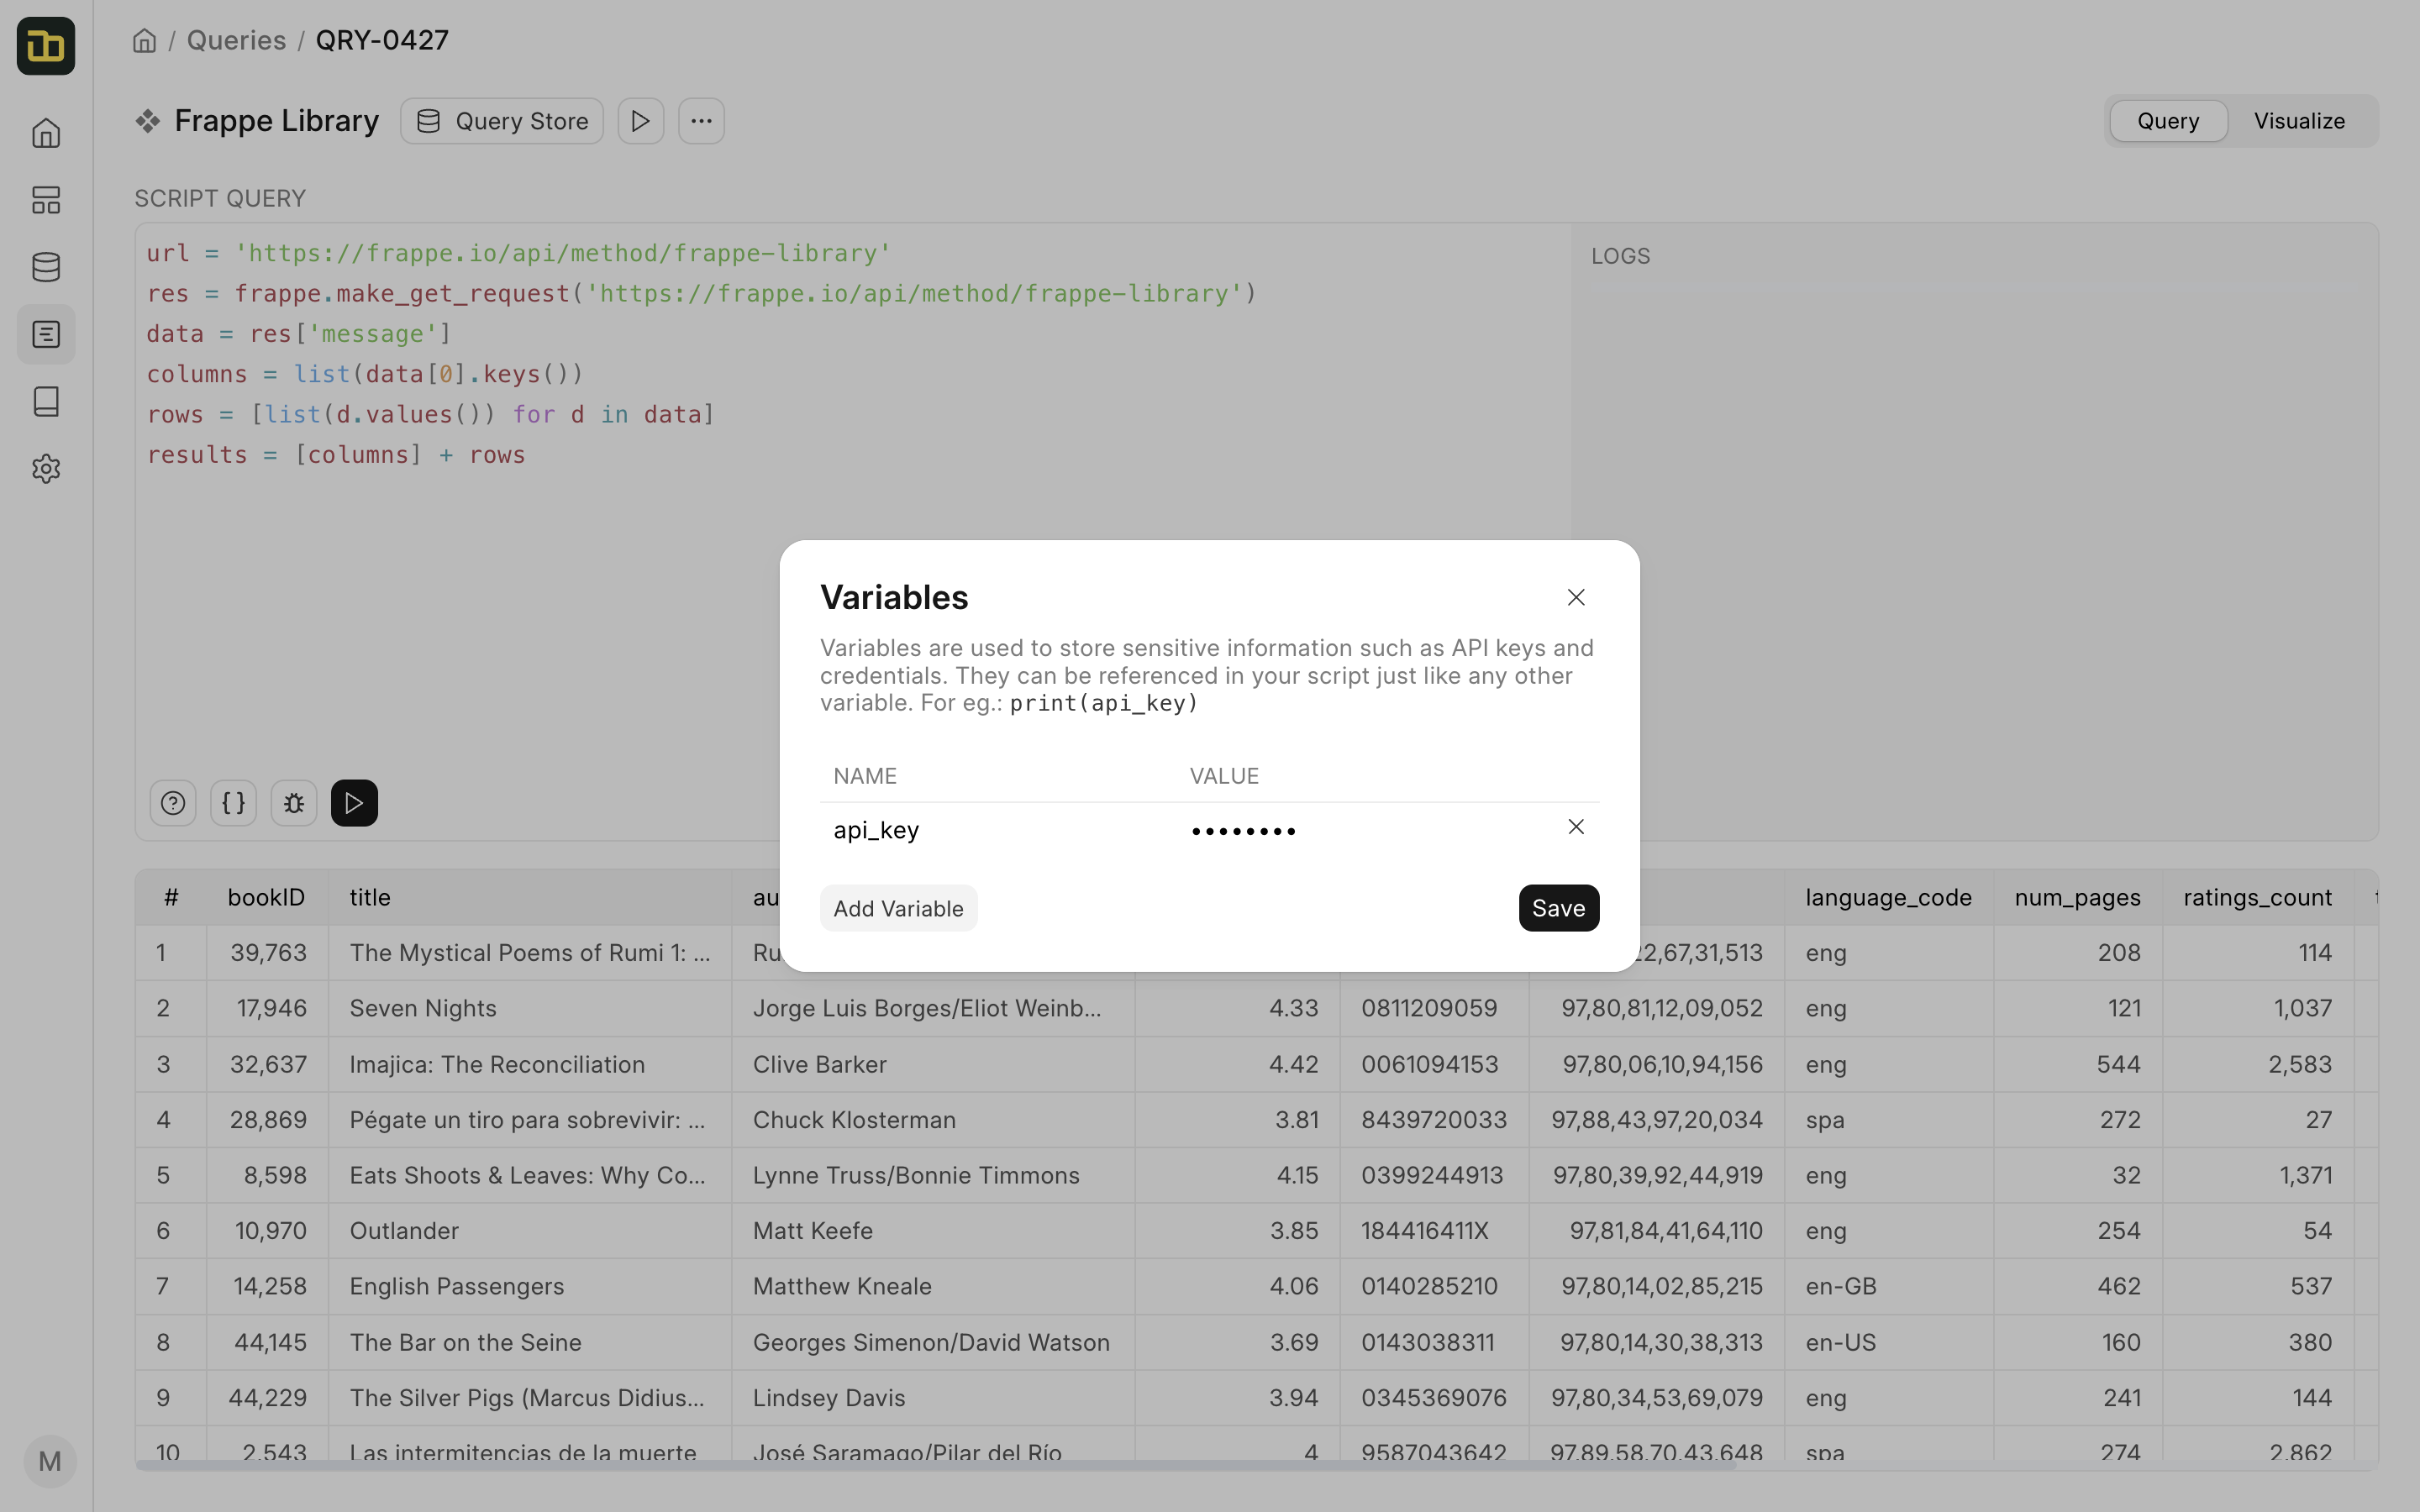 / Queries / QRY-0427
Frappe Library Query Store Query Visualize
SCRIPT QUERY
url = 'https://frappe.io/api/method/frappe-library'
res = frappe.make_get_request('https://frappe.io/api/method/frappe-library')
data = res['message']
columns = list(data[0].keys())
rows = [list(d.values()) for d in data]
results = [columns] + rows
LOGS
Variables
Variables are used to store sensitive information such as API keys and
credentials. They can be referenced in your script just like any other
variable. For eg.: print(api_key)
NAME VALUE
api_key ••••••••
Add Variable Save
# bookID title au language_code num_pages ratings_count
1 39,763 The Mystical Poems of Rumi 1: ... Ru 22,67,31,513 eng 208 114
2 17,946 Seven Nights Jorge Luis Borges/Eliot Weinb... 4.33 0811209059 97,80,81,12,09,052 eng 121 1,037
3 32,637 Imajica: The Reconciliation Clive Barker 4.42 0061094153 97,80,06,10,94,156 eng 544 2,583
4 28,869 Pégate un tiro para sobrevivir: ... Chuck Klosterman 3.81 8439720033 97,88,43,97,20,034 spa 272 27
5 8,598 Eats Shoots & Leaves: Why Co... Lynne Truss/Bonnie Timmons 4.15 0399244913 97,80,39,92,44,919 eng 32 1,371
6 10,970 Outlander Matt Keefe 3.85 184416411X 97,81,84,41,64,110 eng 254 54
7 14,258 English Passengers Matthew Kneale 4.06 0140285210 97,80,14,02,85,215 en-GB 462 537
8 44,145 The Bar on the Seine Georges Simenon/David Watson 3.69 0143038311 97,80,14,30,38,313 en-US 160 380
9 44,229 The Silver Pigs (Marcus Didius... Lindsey Davis 3.94 0345369076 97,80,34,53,69,079 eng 241 144
10 2,543 Las intermitencias de la muerte José Saramago/Pilar del Río 4 9587043642 97,89,58,70,43,648 spa 274 2,862
M